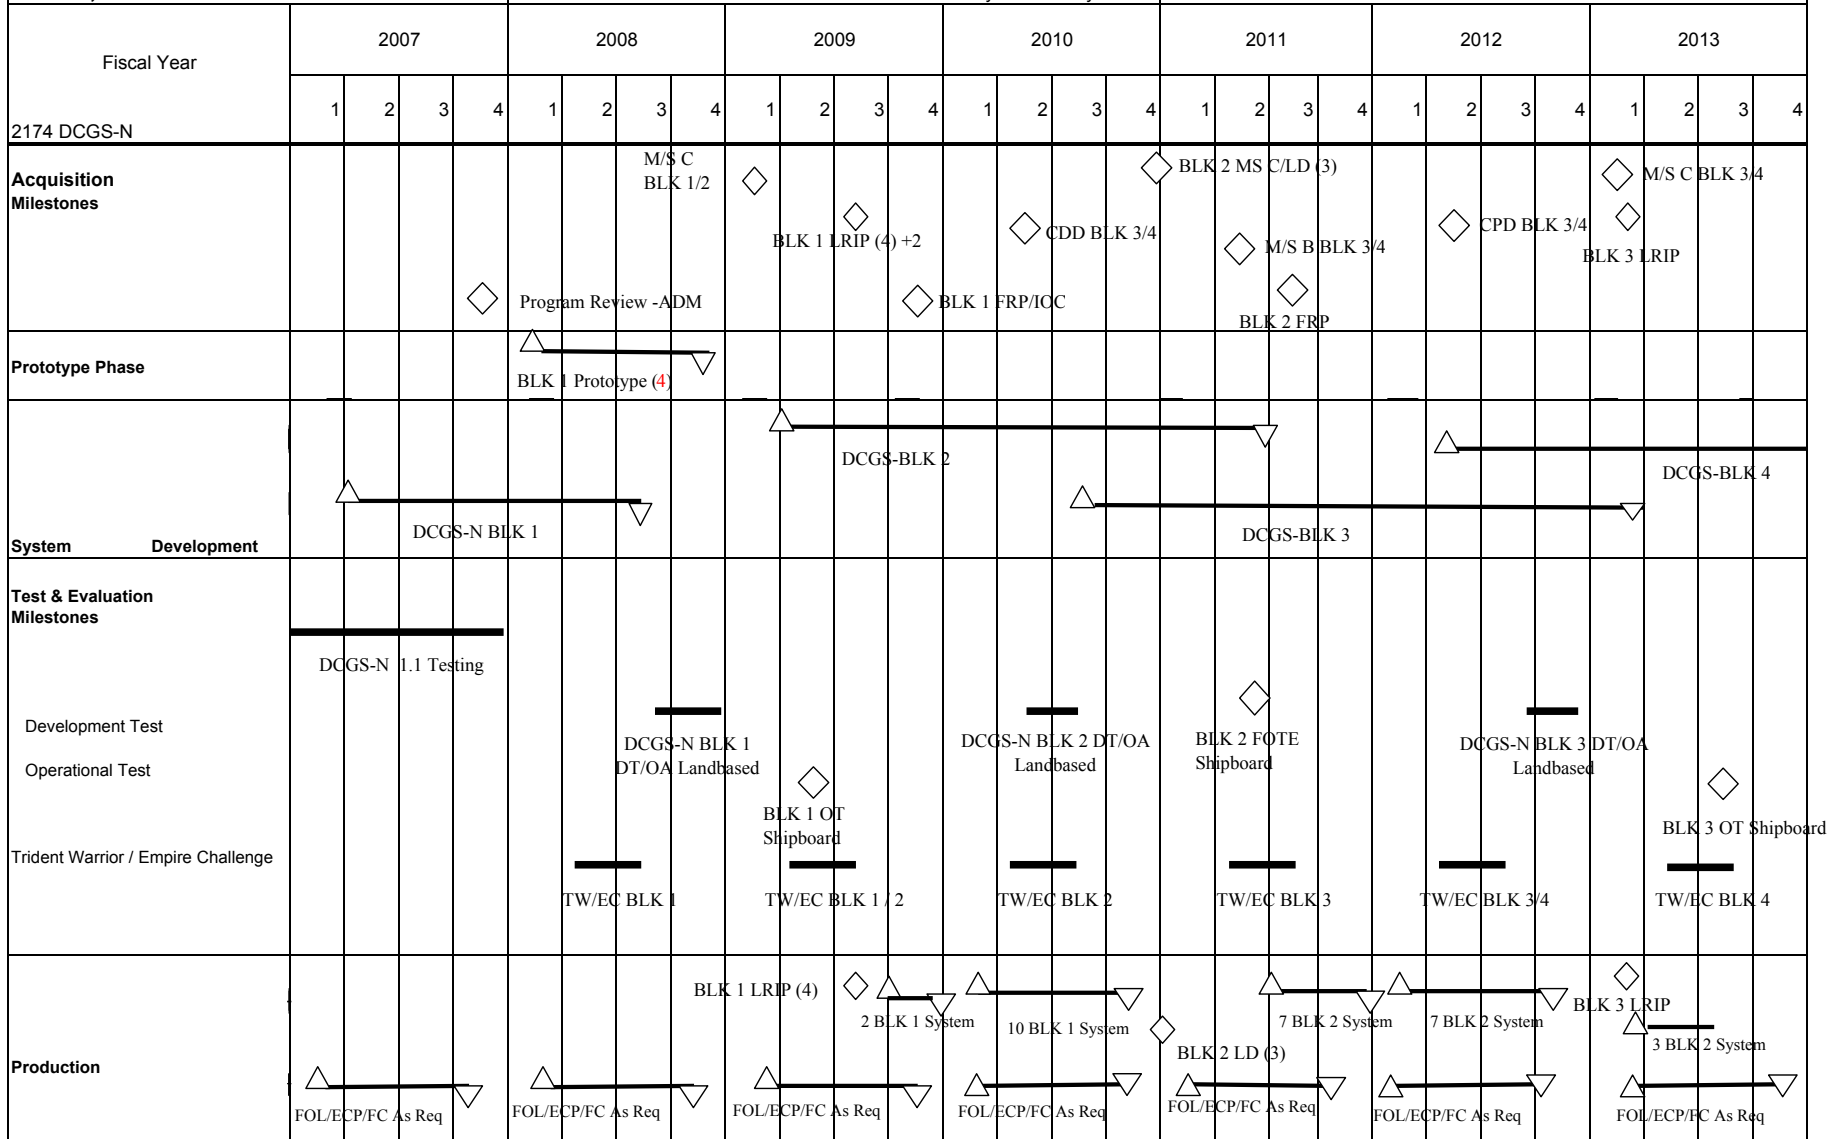 Fiscal Year
2007
2008
2009
2010
2011
2012
2013
2174 DCGS-N
1 2 3 4 1 2 3 4 1 2 3 4 1 2 3 4 1 2 3 4 1 2 3 4 1 2 3 4
Acquisition
Milestones
M/S C
BLK 1/2
BLK 1 LRIP (4) +2
CDD BLK 3/4
BLK 2 MS C/LD (3)
M/S B BLK 3/4
CPD BLK 3/4
M/S C BLK 3/4
BLK 3 LRIP
Program Review -ADM
BLK 1 FRP/IOC
BLK 2 FRP
Prototype Phase
BLK 1 Prototype (4)
DCGS-BLK 2
DCGS-BLK 4
DCGS-N BLK 1
DCGS-BLK 3
System Development
Test & Evaluation
Milestones
DCGS-N 1.1 Testing
Development Test
DCGS-N BLK 1
DT/OA Landbased
DCGS-N BLK 2 DT/OA
Landbased
BLK 2 FOTE
Shipboard
DCGS-N BLK 3 DT/OA
Landbased
Operational Test
BLK 1 OT
Shipboard
BLK 3 OT Shipboard
Trident Warrior / Empire Challenge
TW/EC BLK 1
TW/EC BLK 1 / 2
TW/EC BLK 2
TW/EC BLK 3
TW/EC BLK 3/4
TW/EC BLK 4
BLK 1 LRIP (4)
2 BLK 1 System
10 BLK 1 System
BLK 2 LD (3)
7 BLK 2 System
7 BLK 2 System
BLK 3 LRIP
3 BLK 2 System
Production
FOL/ECP/FC As Req
FOL/ECP/FC As Req
FOL/ECP/FC As Req
FOL/ECP/FC As Req
FOL/ECP/FC As Req
FOL/ECP/FC As Req
FOL/ECP/FC As Req